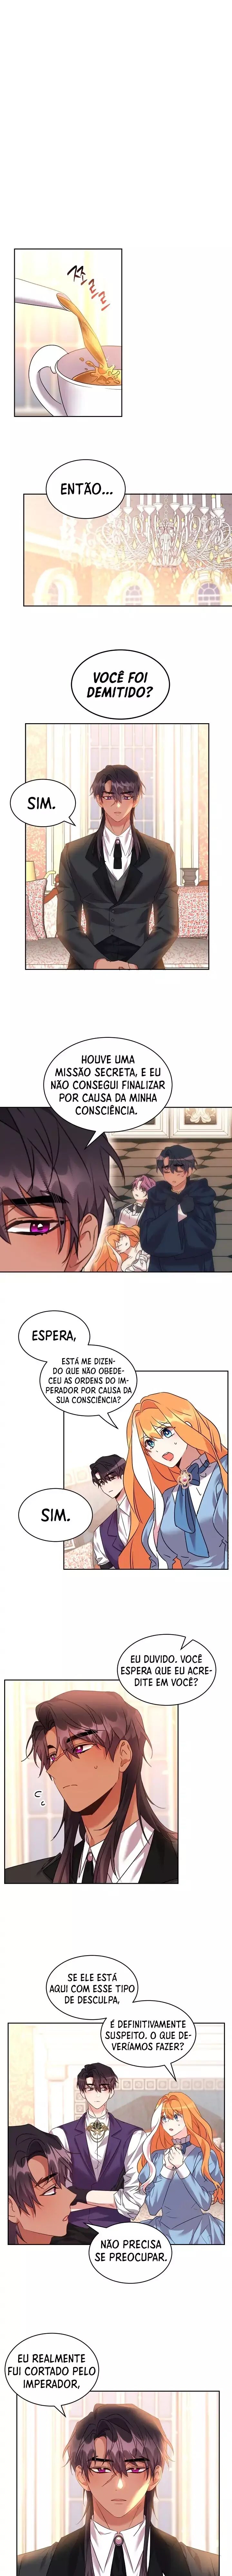 ENTÃO...
VOCÊ FOI
DEMITIDO?
SIM.
HOUVE UMA
MISSÃO SECRETA, E EU
NÃO CONSEGUI FINALIZAR
POR CAUSA DA MINHA
CONSCIÊNCIA.
ESPERA,
ESTÁ ME DIZEN-
DO QUE NÃO OBEDE-
CEU AS ORDENS DO IM-
PERADOR POR CAUSA DA
SUA CONSCIÊNCIA?
SIM.
EU DUVIDO. VOCÊ
ESPERA QUE EU ACRE-
DITE EM VOCÊ?
SE ELE ESTÁ
AQUI COM ESSE TIPO
DE DESCULPA,
É DEFINITIVAMENTE
SUSPEITO. O QUE DE-
VERÍAMOS FAZER?
NÃO PRECISA
SE PREOCUPAR.
EU REALMENTE
FUI CORTADO PELO
IMPERADOR,